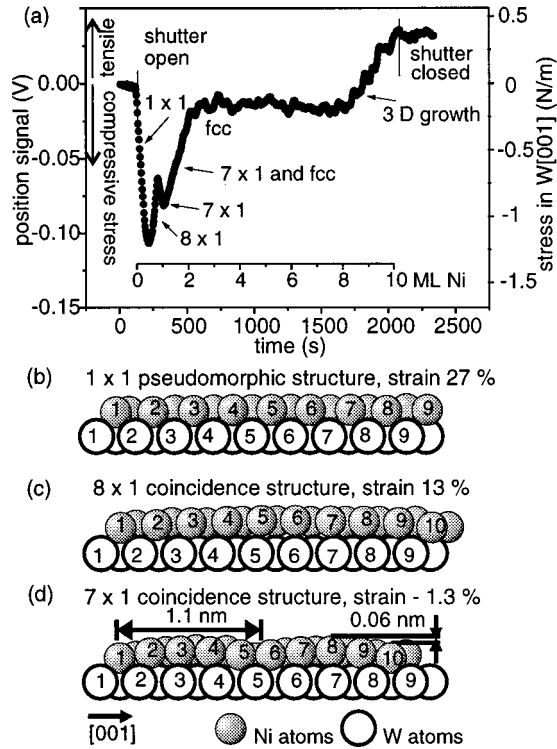 (a)
tensile
compressive stress
shutter
open
1 x 1
fcc
7 x 1 and fcc
7 x 1
8 x 1
shutter
closed
3 D growth
0.00
-0.05
-0.10
-0.15
position signal (V)
0.5
0
-0.5
-1
-1.5
stress in W[001] (N/m)
0 2 4 6 8 10 ML Ni
0 500 1000 1500 2000 2500
time (s)
(b) 1 x 1 pseudomorphic structure, strain 27 %
1 2 3 4 5 6 7 8 9
1 2 3 4 5 6 7 8 9
(c) 8 x 1 coincidence structure, strain 13 %
1 2 3 4 5 6 7 8 9 10
1 2 3 4 5 6 7 8 9
(d) 7 x 1 coincidence structure, strain - 1.3 %
1.1 nm
0.06 nm
1 2 3 4 5 6 7 8 9 10
1 2 3 4 5 6 7 8 9
[001]
Ni atoms
W atoms